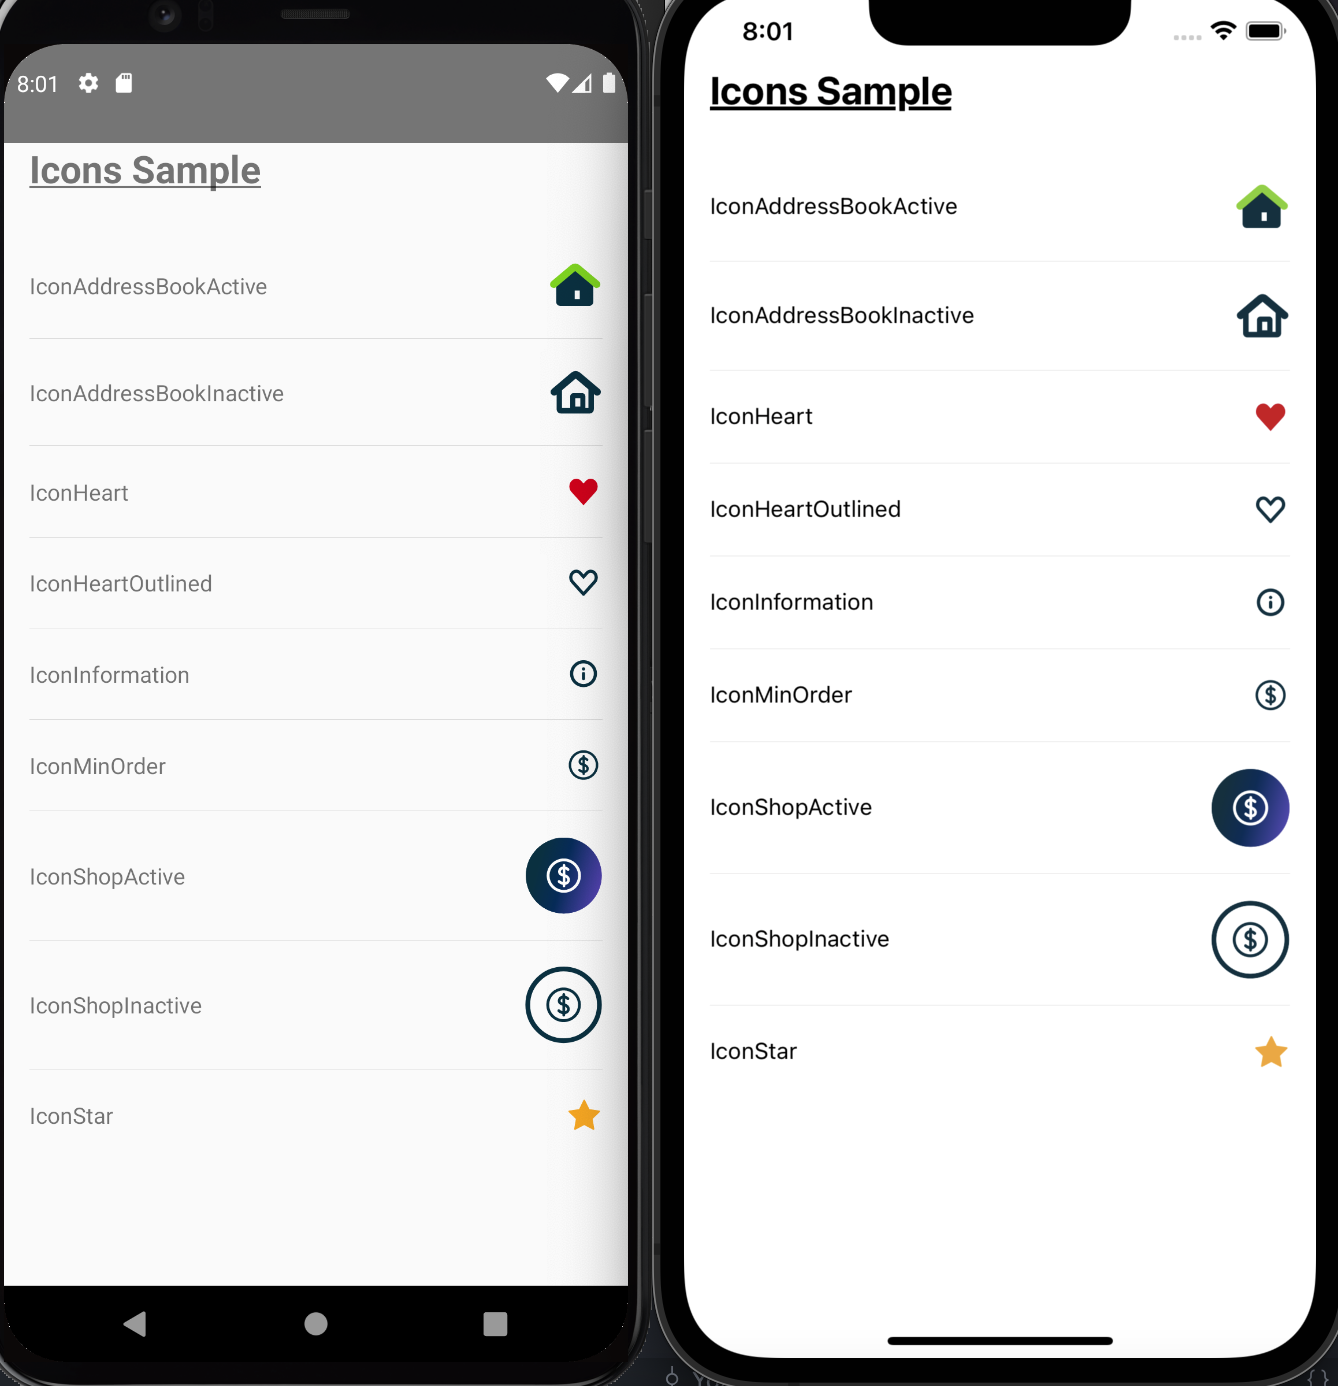 8:01
Icons Sample
IconAddressBookActive
IconAddressBookInactive
IconHeart
IconHeartOutlined
IconInformation
IconMinOrder
IconShopActive
IconShopInactive
IconStar
8:01
Icons Sample
IconAddressBookActive
IconAddressBookInactive
IconHeart
IconHeartOutlined
IconInformation
IconMinOrder
IconShopActive
IconShopInactive
IconStar